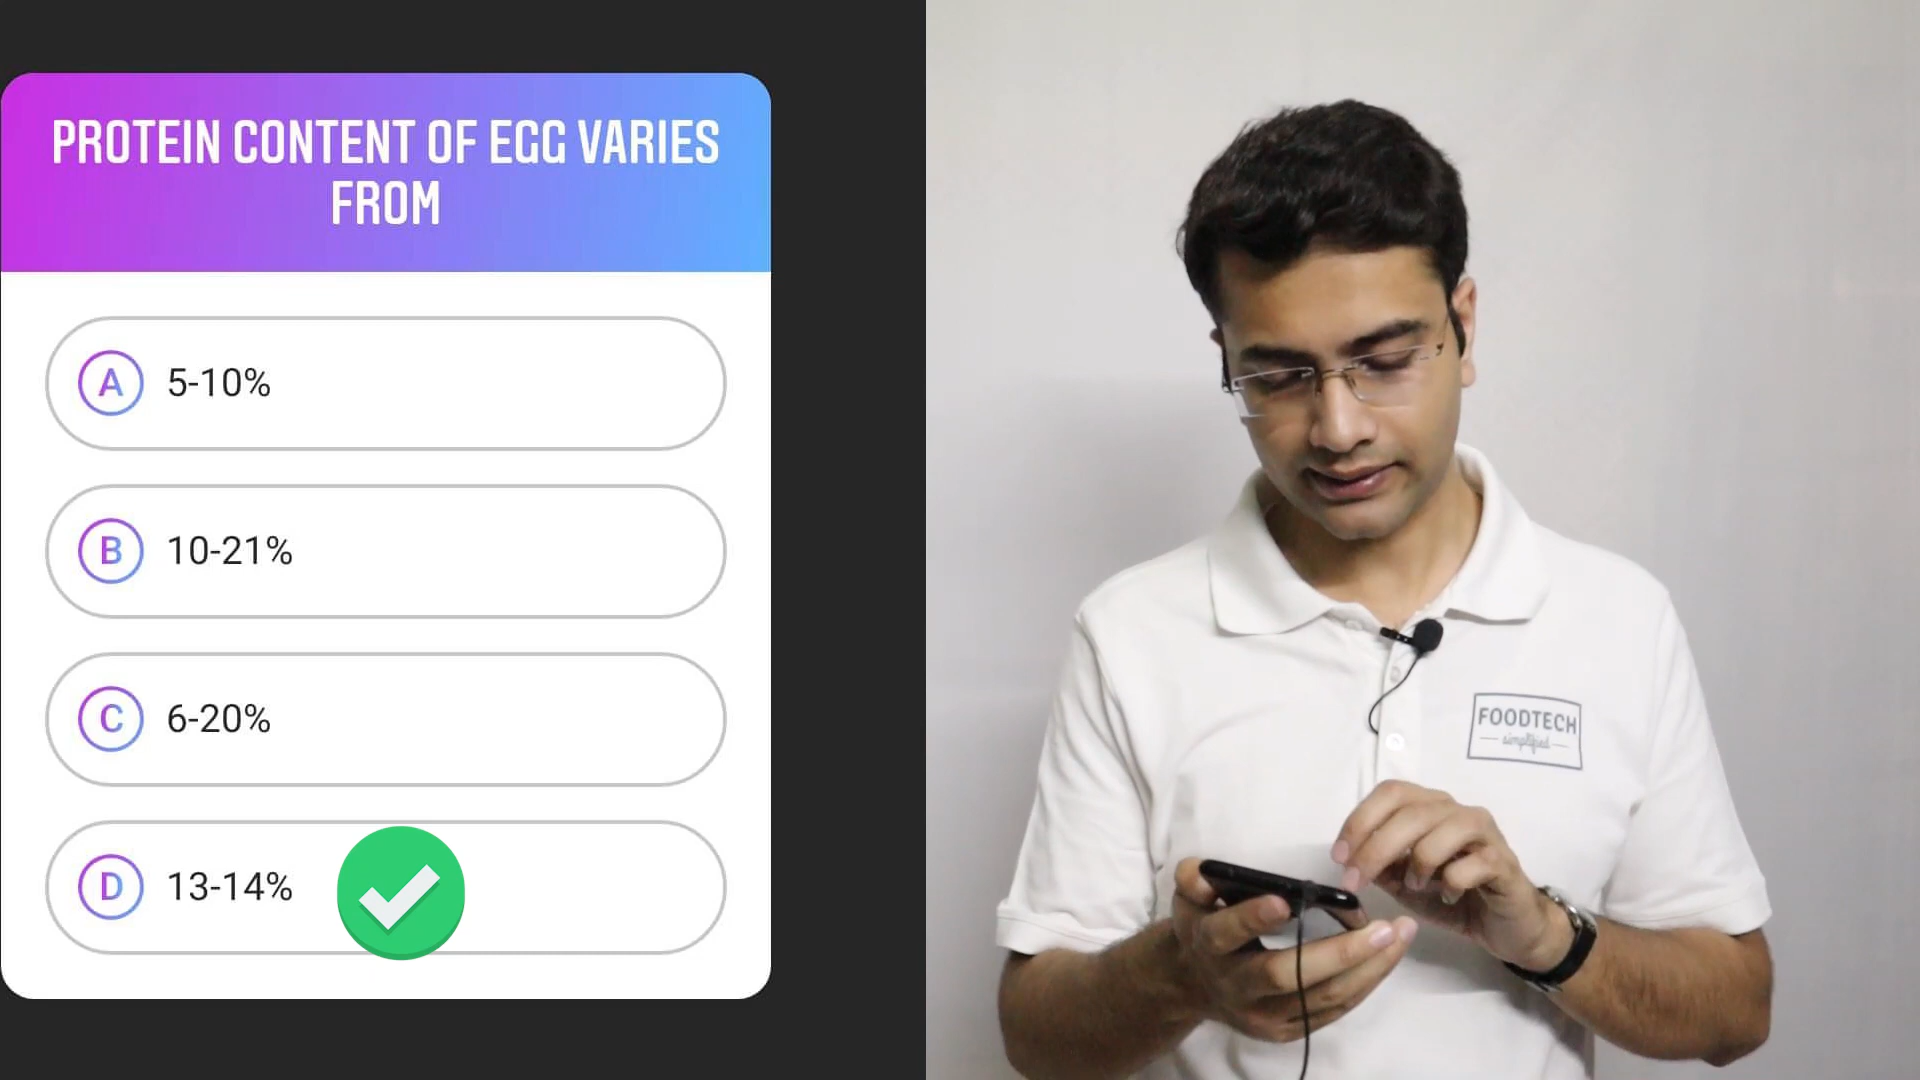 PROTEIN CONTENT OF EGG VARIES
FROM
A 5-10%
B 10-21%
C 6-20%
D 13-14%
FOODTECH
simplified